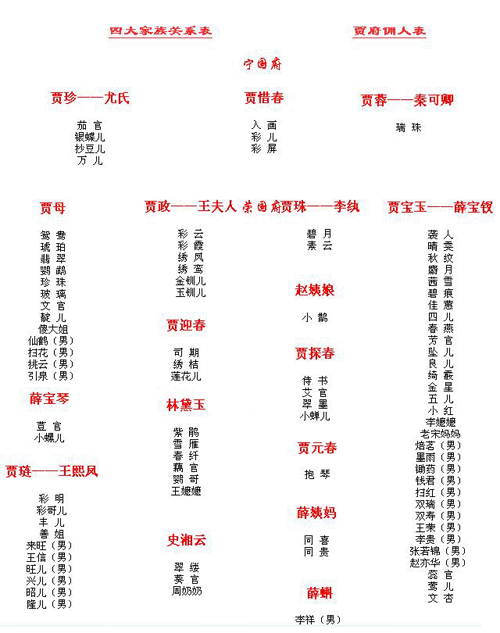 四大家族关系表
贾府佣人表
宁国府
贾珍——尤氏
茄 官
银蝶儿
抄豆儿
万 儿
贾惜春
入 画
彩 儿
彩 屏
贾蓉——秦可卿
瑞 珠
荣国府
贾母
鸳 鸯
琥 珀
翡 翠
鹦 鹉
珍 珠
玻 璃
文 官
靛 儿
傻大姐
仙鹤（男）
扫花（男）
挑云（男）
引泉（男）
薛宝琴
荳 官
小螺儿
贾琏——王熙凤
彩 明
彩哥儿
丰 儿
善 姐
来旺（男）
王信（男）
旺儿（男）
兴儿（男）
昭儿（男）
隆儿（男）
贾政——王夫人
彩 云
彩 霞
绣 凤
绣 鸾
金钏儿
玉钏儿
贾迎春
司 期
绣 桔
莲花儿
林黛玉
紫 鹃
雪 雁
春 纤
藕 官
鹦 哥
王嬷嬷
史湘云
翠 缕
葵 官
周奶奶
贾珠——李纨
碧 月
素 云
赵姨娘
小 鹊
贾探春
侍 书
艾 官
翠 墨
小蝉儿
贾元春
抱 琴
薛姨妈
同 喜
同 贵
薛蝌
李祥（男）
贾宝玉——薛宝钗
袭 人
晴 雯
秋 纹
麝 月
茜 雪
碧 痕
佳 蕙
四 儿
春 燕
芳 官
坠 儿
良 儿
绮 霰
金 星
五 儿
小 红
李嬷嬷
老宋妈妈
焙茗（男）
墨雨（男）
锄药（男）
钱君（男）
扫红（男）
双瑞（男）
双寿（男）
王荣（男）
李贵（男）
张若锦（男）
赵亦华（男）
蕊 官
莺 儿
文 杏